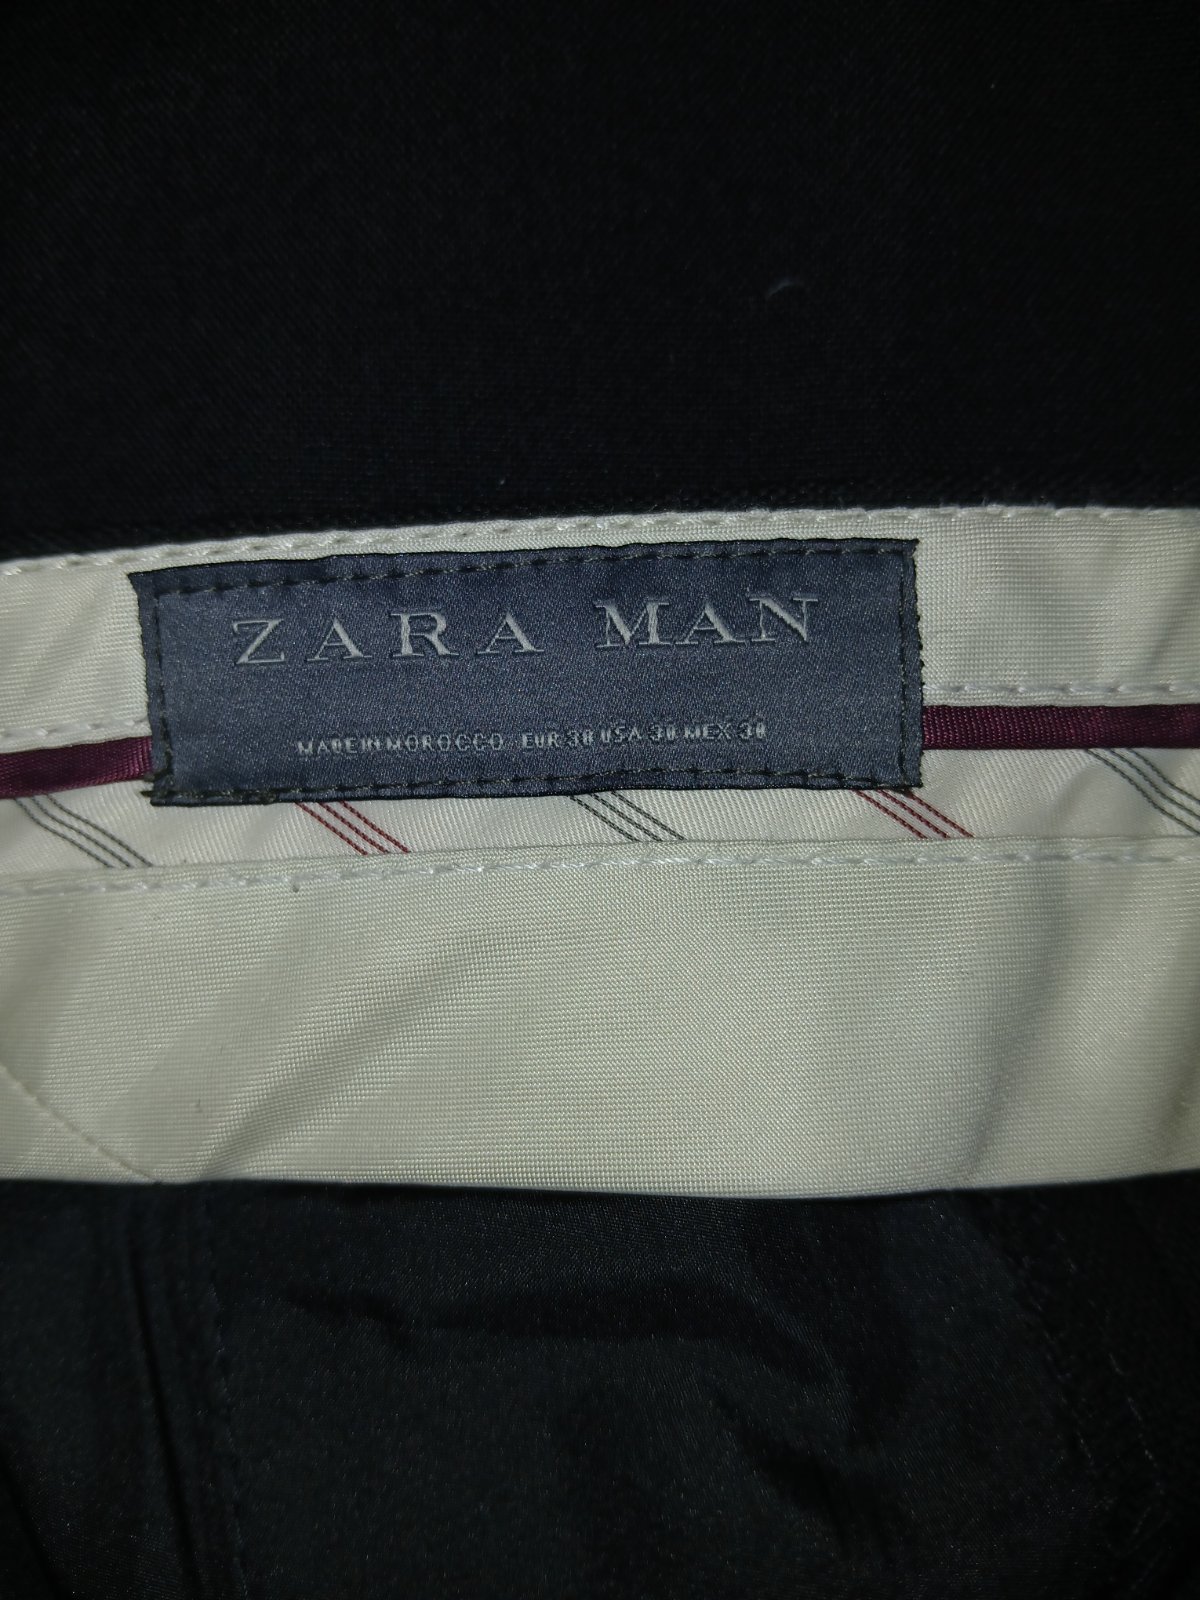 ZARA MAN
MADE IN MOROCCO EUR 38 USA 30 MEX 30